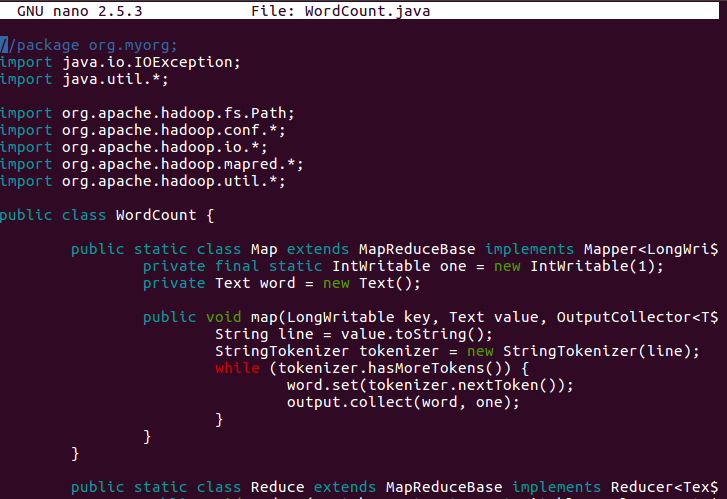 GNU nano 2.5.3 File: WordCount.java
//package org.myorg;
import java.io.IOException;
import java.util.*;
import org.apache.hadoop.fs.Path;
import org.apache.hadoop.conf.*;
import org.apache.hadoop.io.*;
import org.apache.hadoop.mapred.*;
import org.apache.hadoop.util.*;
public class WordCount {
public static class Map extends MapReduceBase implements Mapper<LongWri$
private final static IntWritable one = new IntWritable(1);
private Text word = new Text();
public void map(LongWritable key, Text value, OutputCollector<T$
String line = value.toString();
StringTokenizer tokenizer = new StringTokenizer(line);
while (tokenizer.hasMoreTokens()) {
word.set(tokenizer.nextToken());
output.collect(word, one);
}
}
}
public static class Reduce extends MapReduceBase implements Reducer<Tex$